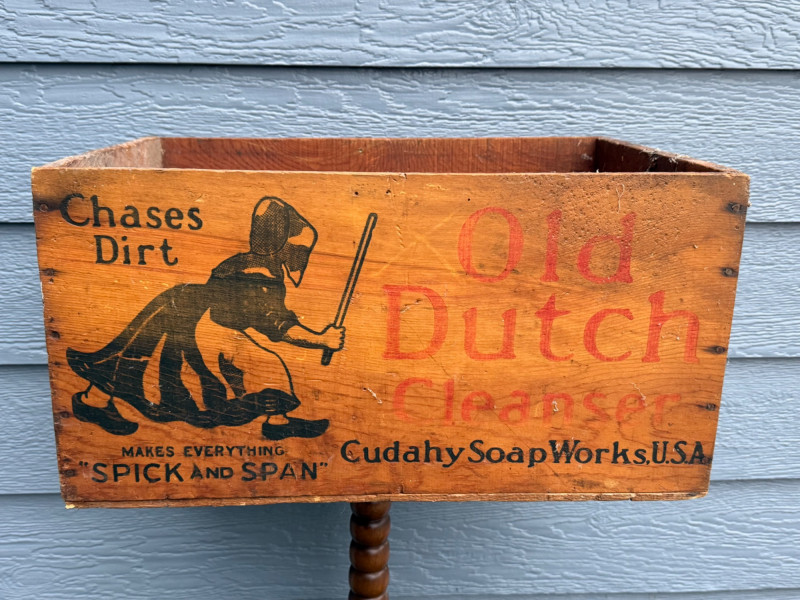 Chases
Dirt
Old
Dutch
Cleanser
MAKES EVERYTHING
"SPICK AND SPAN"
Cudahy Soap Works, U.S.A.